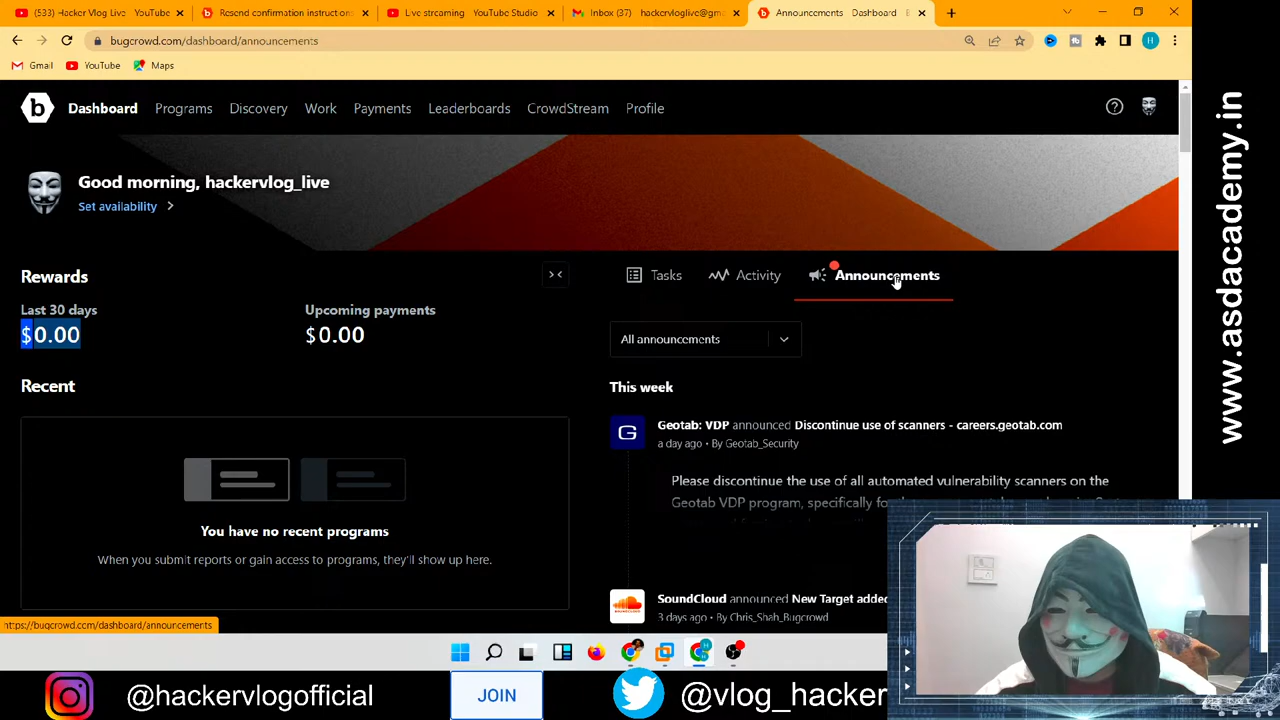 (533) Hacker Vlog Live - YouTube
Resend confirmation instruction
Live streaming - YouTube Studio
Inbox (37) - hackervloglive@gm
Announcements - Dashboard - B
bugcrowd.com/dashboard/announcements
H
Gmail
YouTube
Maps
b
Dashboard
Programs
Discovery
Work
Payments
Leaderboards
CrowdStream
Profile
Good morning, hackervlog_live
Set availability
Rewards
Tasks
Activity
Announcements
Last 30 days
Upcoming payments
$0.00
$0.00
All announcements
Recent
This week
G
Geotab: VDP announced Discontinue use of scanners - careers.geotab.com
a day ago • By Geotab_Security
Please discontinue the use of all automated vulnerability scanners on the
Geotab VDP program, specifically fo
You have no recent programs
When you submit reports or gain access to programs, they'll show up here.
SoundCloud announced New Target added
3 days ago • By Chris_Shah_Bugcrowd
https://bugcrowd.com/dashboard/announcements
@hackervlogofficial
JOIN
@vlog_hacker
www.asdacademy.in